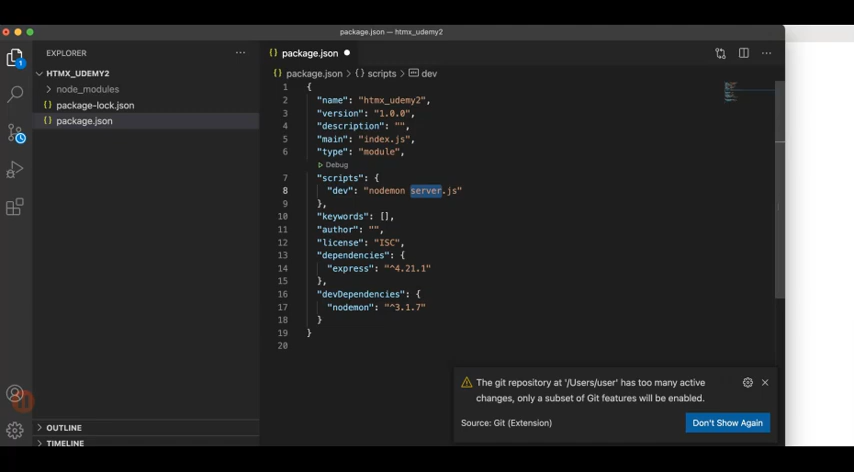 package.json — htmx_udemy2
EXPLORER
HTMX_UDEMY2
node_modules
package-lock.json
package.json
OUTLINE
TIMELINE
1
package.json
package.json > scripts > dev
1 {
2 "name": "htmx_udemy2",
3 "version": "1.0.0",
4 "description": "",
5 "main": "index.js",
6 "type": "module",
Debug
7 "scripts": {
8 "dev": "nodemon server.js"
9 },
10 "keywords": [],
11 "author": "",
12 "license": "ISC",
13 "dependencies": {
14 "express": "^4.21.1"
15 },
16 "devDependencies": {
17 "nodemon": "^3.1.7"
18 }
19 }
20
The git repository at '/Users/user' has too many active
changes, only a subset of Git features will be enabled.
Source: Git (Extension)
Don't Show Again